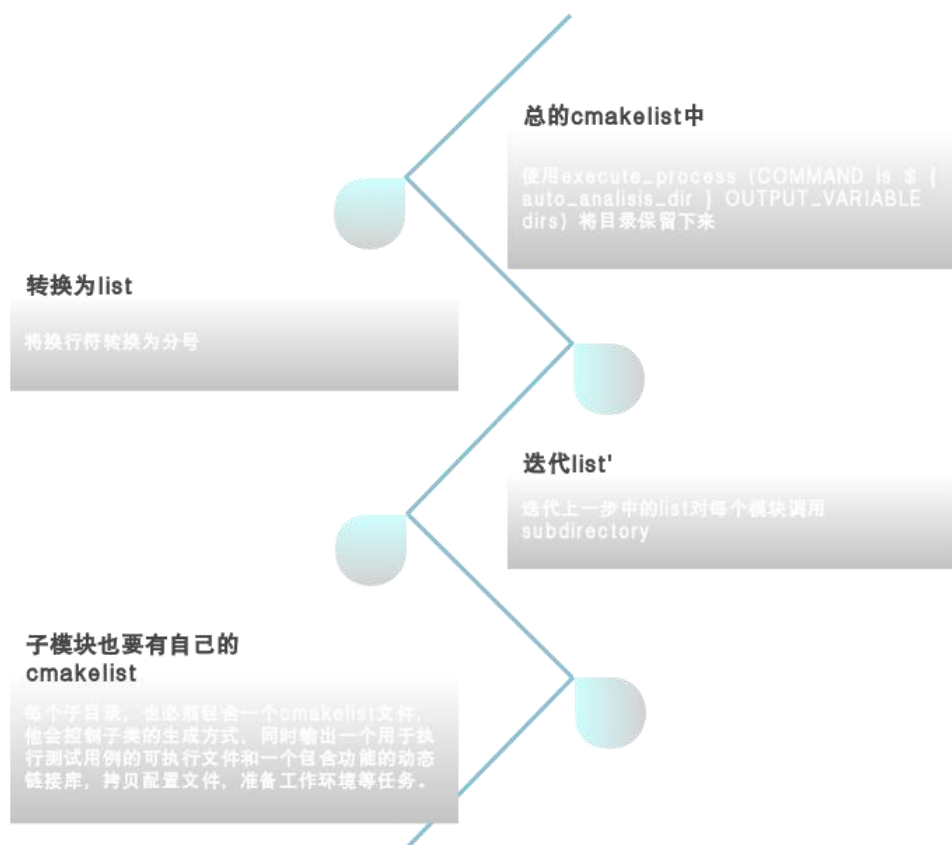 总的cmakelist中
使用execute_process (COMMAND ls $ {
auto_analisis_dir } OUTPUT_VARIABLE
dirs) 将目录保留下来
转换为list
将换行符转换为分号
迭代list'
迭代上一步中的list对每个模块调用
subdirectory
子模块也要有自己的
cmakelist
每个子目录，也必须包含一个cmakelist文件，
他会控制子类的生成方式，同时输出一个用于执
行测试用例的可执行文件和一个包含功能的动态
链接库，拷贝配置文件，准备工作环境等任务。